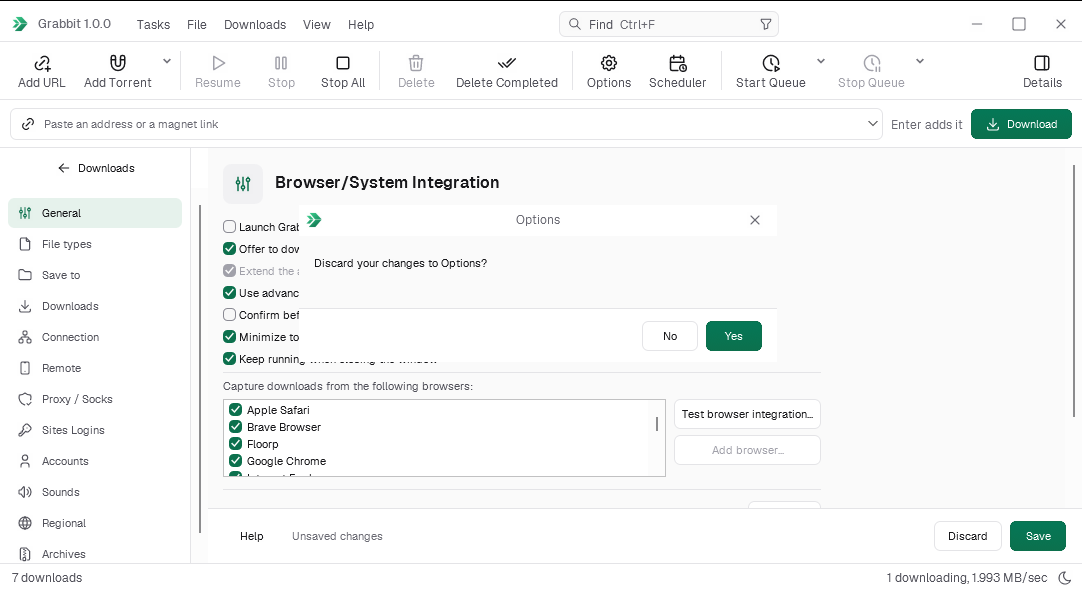 Grabbit 1.0.0
Tasks
File
Downloads
View
Help
Find Ctrl+F
Add URL
Add Torrent
Resume
Stop
Stop All
Delete
Delete Completed
Options
Scheduler
Start Queue
Stop Queue
Details
Paste an address or a magnet link
Enter adds it
Download
Downloads
General
File types
Save to
Downloads
Connection
Remote
Proxy / Socks
Sites Logins
Accounts
Sounds
Regional
Archives
Browser/System Integration
Launch
Offer to
Extend the
Use
Confirm
Minimize to
Keep running when closing the window
Options
Discard your changes to Options?
No
Yes
Capture downloads from the following browsers:
Apple Safari
Brave Browser
Floorp
Google Chrome
Test browser integration...
Add browser...
Help
Unsaved changes
Discard
Save
7 downloads
1 downloading, 1.993 MB/sec